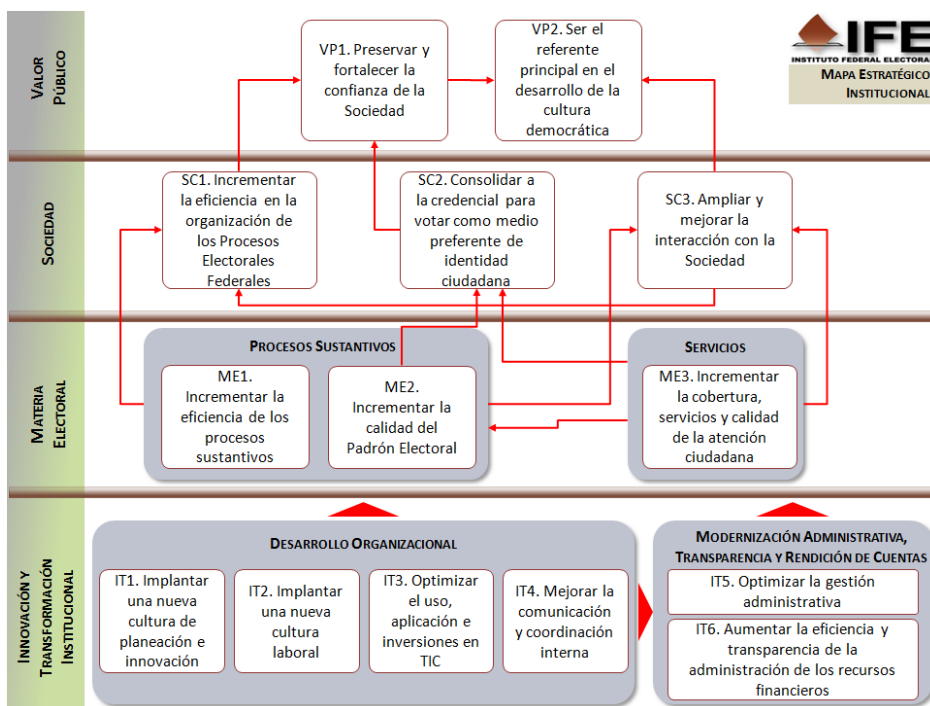 IFE
INSTITUTO FEDERAL ELECTORAL
MAPA ESTRATÉGICO
INSTITUCIONAL
VALOR
PÚBLICO
VP1. Preservar y
fortalecer la
confianza de la
Sociedad
VP2. Ser el
referente
principal en el
desarrollo de la
cultura
democrática
SOCIEDAD
SC1. Incrementar
la eficiencia en la
organización de
los Procesos
Electorales
Federales
SC2. Consolidar a
la credencial para
votar como medio
preferente de
identidad
ciudadana
SC3. Ampliar y
mejorar la
interacción con la
Sociedad
MATERIA
ELECTORAL
PROCESOS SUSTANTIVOS
ME1.
Incrementar la
eficiencia de los
procesos
sustantivos
ME2.
Incrementar la
calidad del
Padrón Electoral
SERVICIOS
ME3. Incrementar
la cobertura,
servicios y calidad
de la atención
ciudadana
INNOVACIÓN Y
TRANSFORMACIÓN
INSTITUCIONAL
DESARROLLO ORGANIZACIONAL
IT1. Implantar
una nueva
cultura de
planeación e
innovación
IT2. Implantar
una nueva
cultura
laboral
IT3. Optimizar
el uso,
aplicación e
inversiones en
TIC
IT4. Mejorar la
comunicación
y coordinación
interna
MODERNIZACIÓN ADMINISTRATIVA,
TRANSPARENCIA Y RENDICIÓN DE CUENTAS
IT5. Optimizar la gestión
administrativa
IT6. Aumentar la eficiencia y
transparencia de la
administración de los recursos
financieros